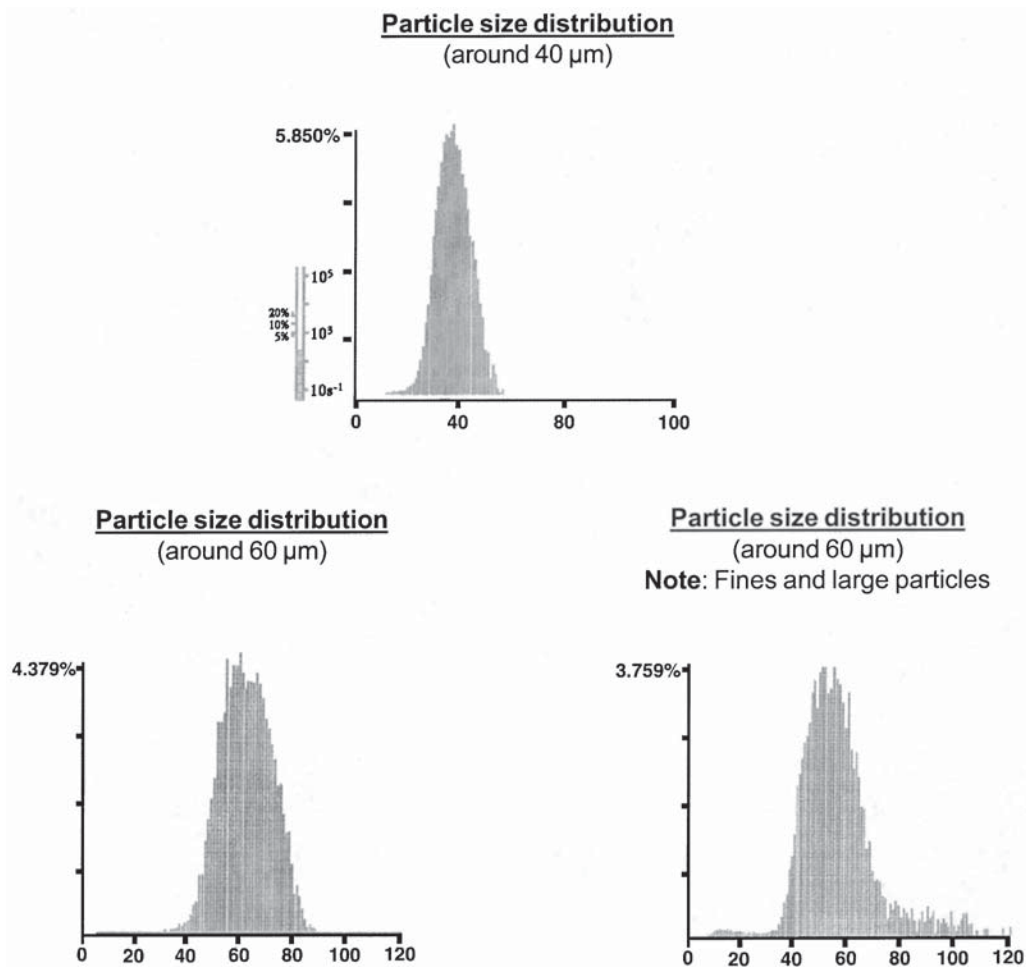 Particle size distribution
(around 40 µm)
5.850%
10⁵
20%
10%
10³
5%
10s⁻¹
0 40 80 100
Particle size distribution
(around 60 µm)
4.379%
0 20 40 60 80 100 120
Particle size distribution
(around 60 µm)
Note: Fines and large particles
3.759%
0 20 40 60 80 100 120